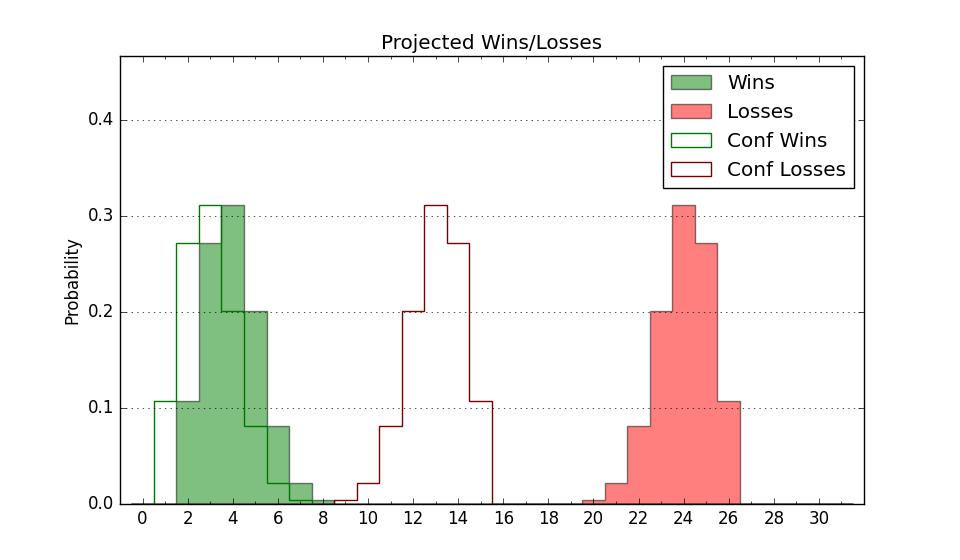 Projected Wins/Losses
Wins
Losses
Conf Wins
Conf Losses
Probability
0.4
0.3
0.2
0.1
0.0
0 2 4 6 8 10 12 14 16 18 20 22 24 26 28 30